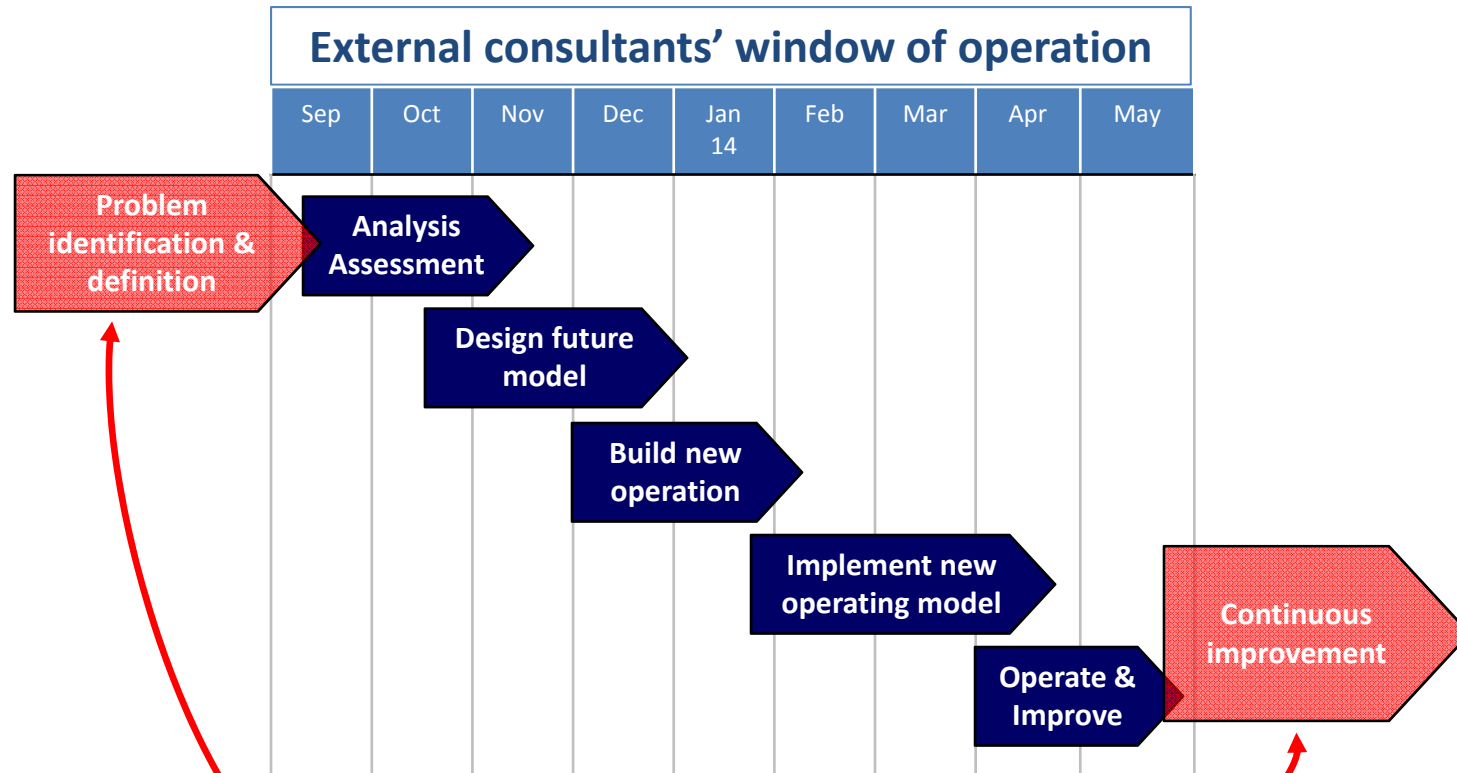 External consultants’ window of operation
Sep Oct Nov Dec Jan Feb Mar Apr May
14
Problem
identification &
definition
Analysis
Assessment
Design future
model
Build new
operation
Implement new
operating model
Continuous
improvement
Operate &
Improve